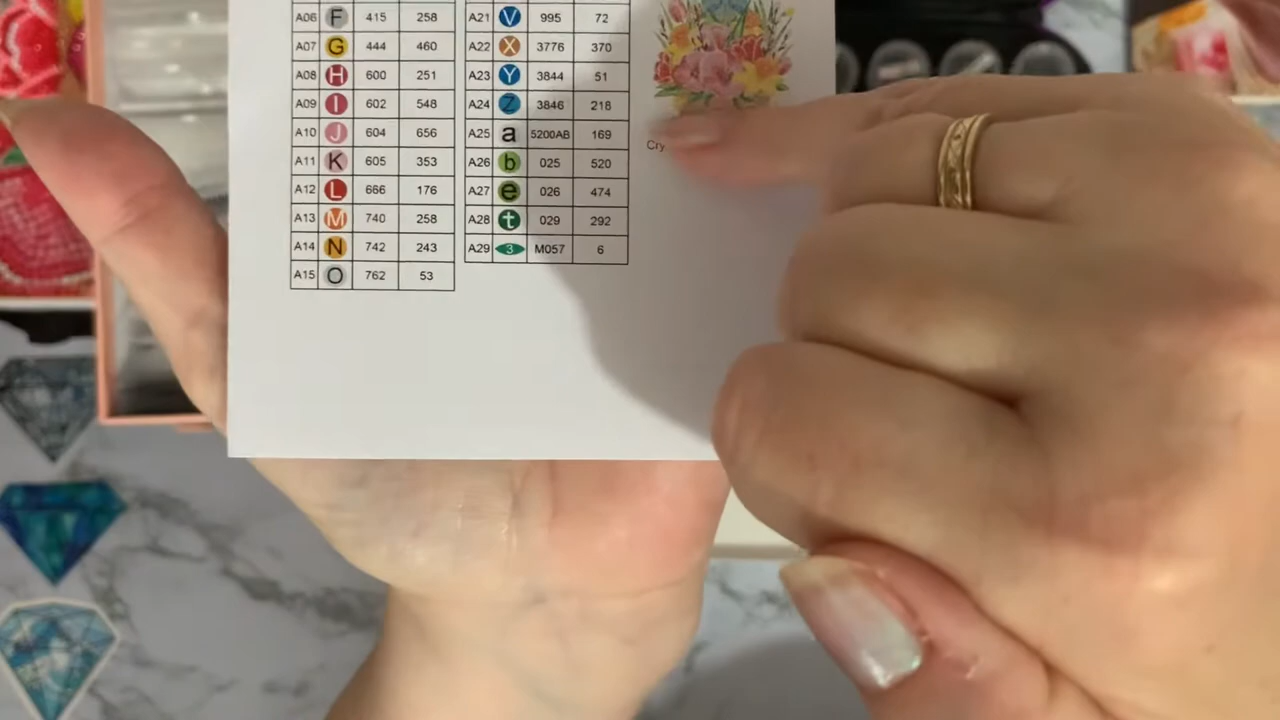 A06 F 415 258
A07 G 444 460
A08 H 600 251
A09 I 602 548
A10 J 604 656
A11 K 605 353
A12 L 666 176
A13 M 740 258
A14 N 742 243
A15 O 762 53
A21 V 995 72
A22 X 3776 370
A23 Y 3844 51
A24 Z 3846 218
A25 a 5200AB 169
A26 b 025 520
A27 e 026 474
A28 t 029 292
A29 3 M057 6